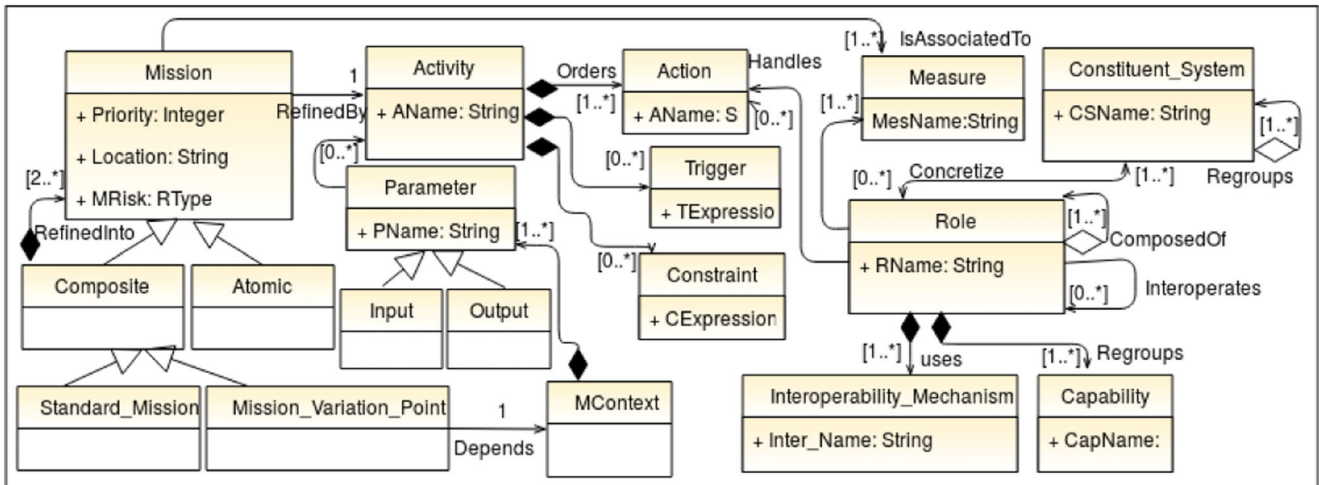 Mission
+ Priority: Integer
+ Location: String
+ MRisk: RType
[2..*]
RefinedInto
1
RefinedBy
Activity
+ AName: String
[0..*]
Orders
[1..*]
Action
+ AName: S
Handles
[0..*]
[1..*]
IsAssociatedTo
Measure
MesName:String
[1..*]
Constituent_System
+ CSName: String
[1..*]
Regroups
Trigger
+ TExpressio
[0..*]
Parameter
+ PName: String
[1..*]
[0..*]
Constraint
+ CExpression
[0..*]
Concretize
[1..*]
Role
+ RName: String
[1..*]
ComposedOf
[0..*]
Interoperates
Composite
Atomic
Input
Output
[1..*]
uses
[1..*]
Regroups
Standard_Mission
Mission_Variation_Point
1
Depends
MContext
Interoperability_Mechanism
+ Inter_Name: String
Capability
+ CapName: